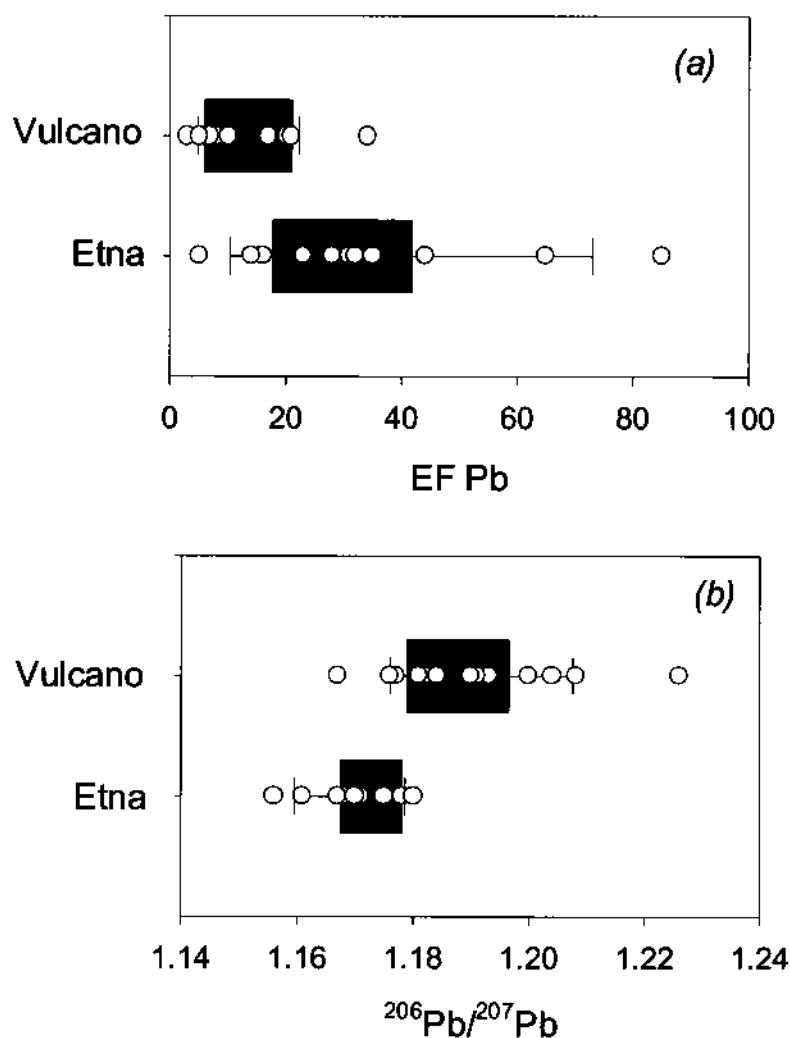 (a)
Vulcano
Etna
0 20 40 60 80 100
EF Pb
(b)
Vulcano
Etna
1.14 1.16 1.18 1.20 1.22 1.24
²⁰⁶Pb/²⁰⁷Pb